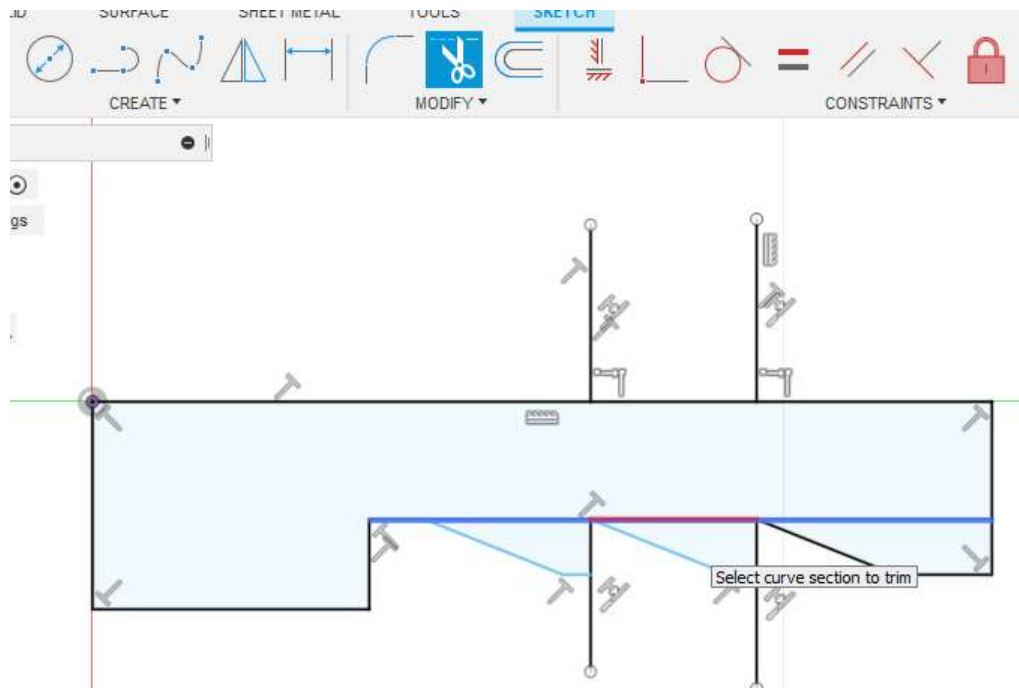 SURFACE SHEET METAL TOOLS SKETCH
CREATE ▾ MODIFY ▾ CONSTRAINTS ▾
gs
Select curve section to trim